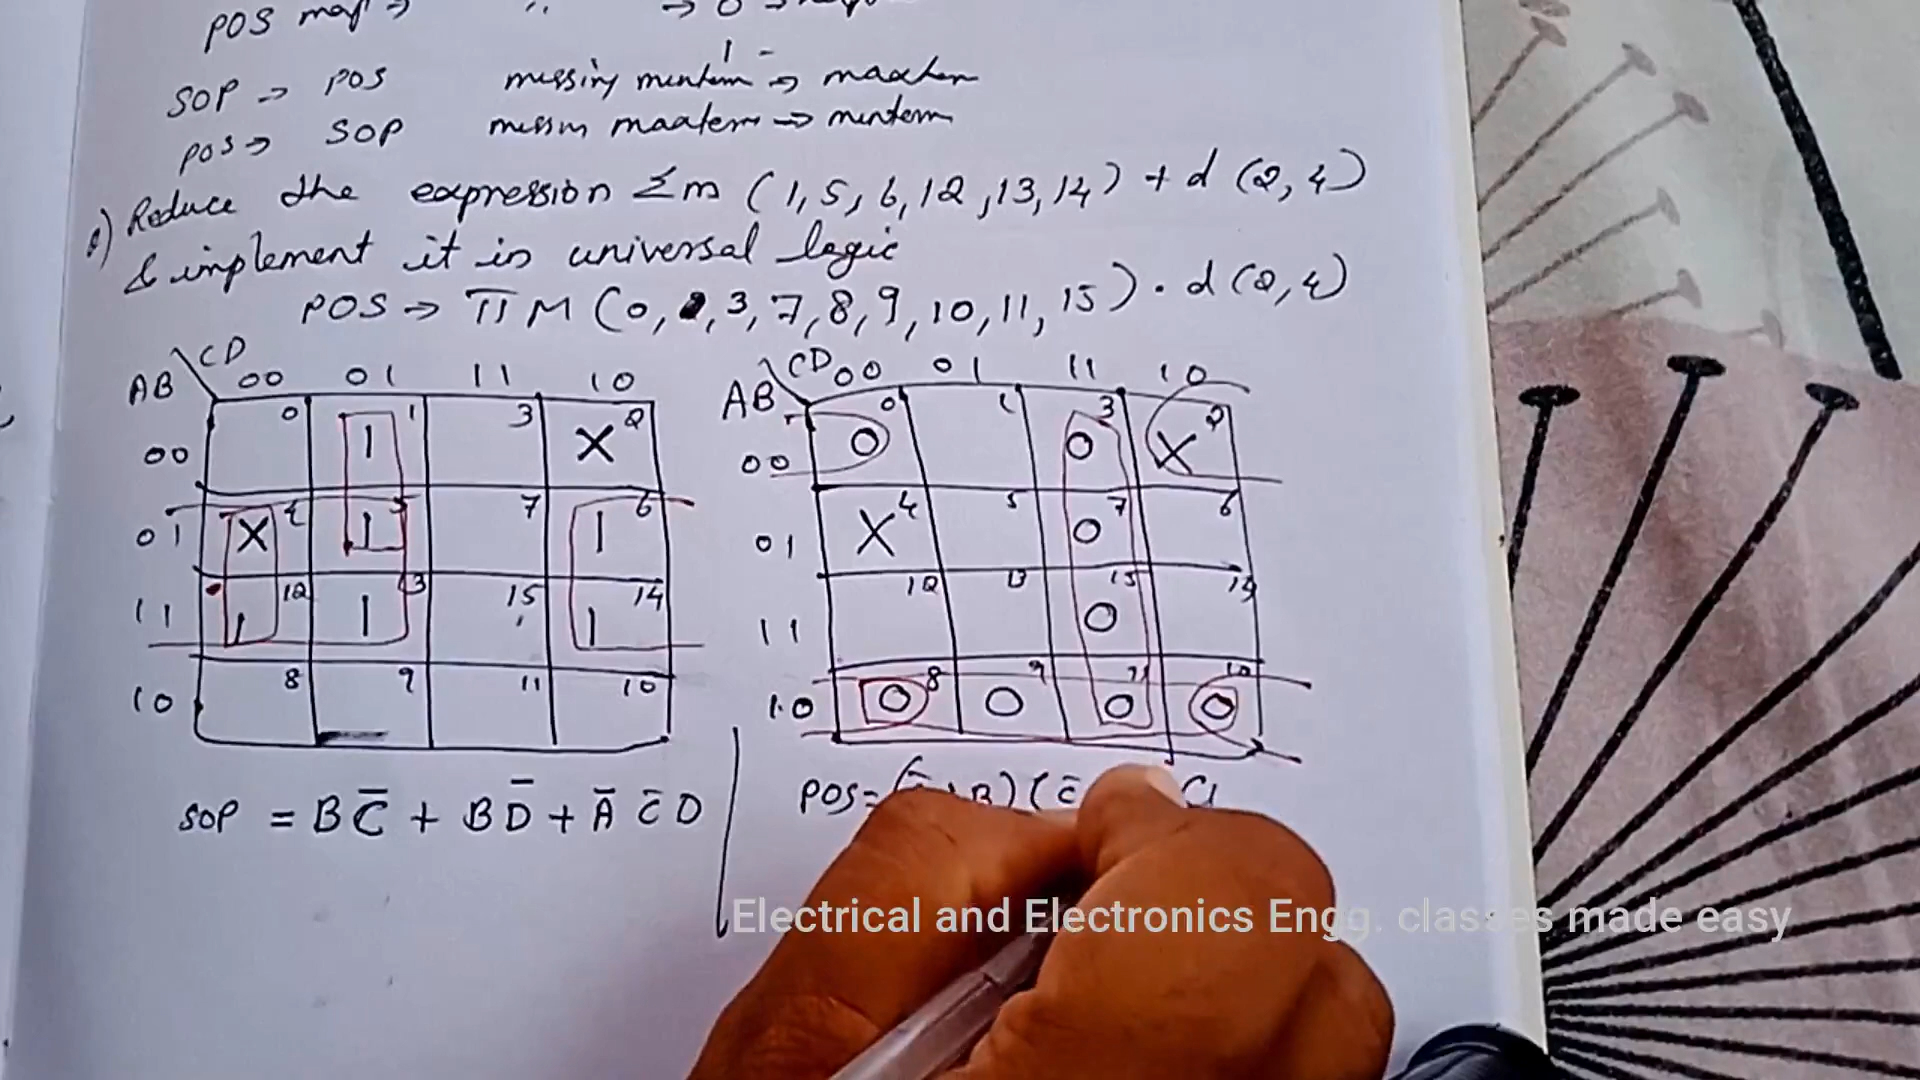 POS map →
SOP → POS missing minterm → maxterm
POS → SOP missing maxterm → minterm
Reduce the expression Σm (1,5,6,12,13,14) + d (2,4)
& implement it in universal logic
POS → ΠM (0, 3, 7, 8, 9, 10, 11, 15) . d (2,4)
AB CD 00 01 11 10
00 0 1 1 3 X 2
01 X 4 1 5 7 1 6
11 1 12 1 13 15 1 14
10 8 9 11 10
SOP = BC̅ + BD̅ + A̅ C̅ D
AB CD 00 01 11 10
00 0 0 1 0 3 X 2
01 X 4 5 0 7 6
11 12 13 0 15 14
10 0 8 0 9 0 11 0 10
POS = B) (C̅
Electrical and Electronics Engg. classes made easy